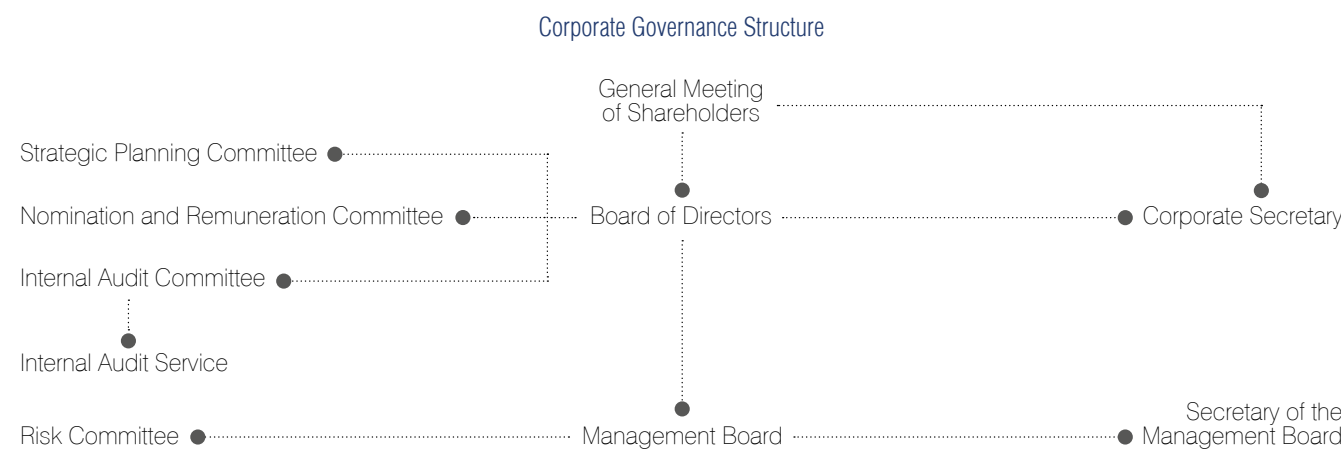 Corporate Governance Structure
General Meeting
of Shareholders
Strategic Planning Committee
Nomination and Remuneration Committee
Board of Directors
Corporate Secretary
Internal Audit Committee
Internal Audit Service
Risk Committee
Management Board
Secretary of the
Management Board